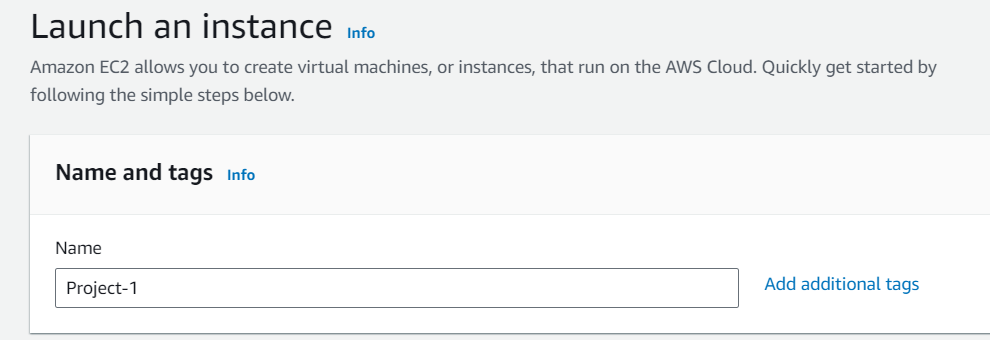 Launch an instance Info
Amazon EC2 allows you to create virtual machines, or instances, that run on the AWS Cloud. Quickly get started by
following the simple steps below.
Name and tags Info
Name
Project-1
Add additional tags